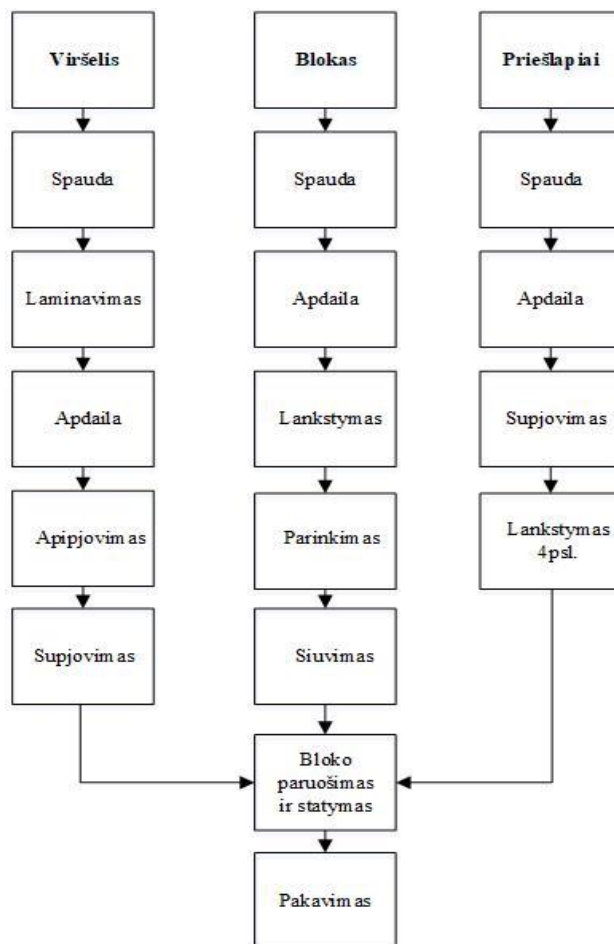 Viršelis
Spauda
Laminavimas
Apdaila
Apipjovimas
Supjovimas
Blokas
Spauda
Apdaila
Lankstymas
Parinkimas
Siuvimas
Priešlapiai
Spauda
Apdaila
Supjovimas
Lankstymas
4psl.
Bloko
paruošimas
ir statymas
Pakavimas